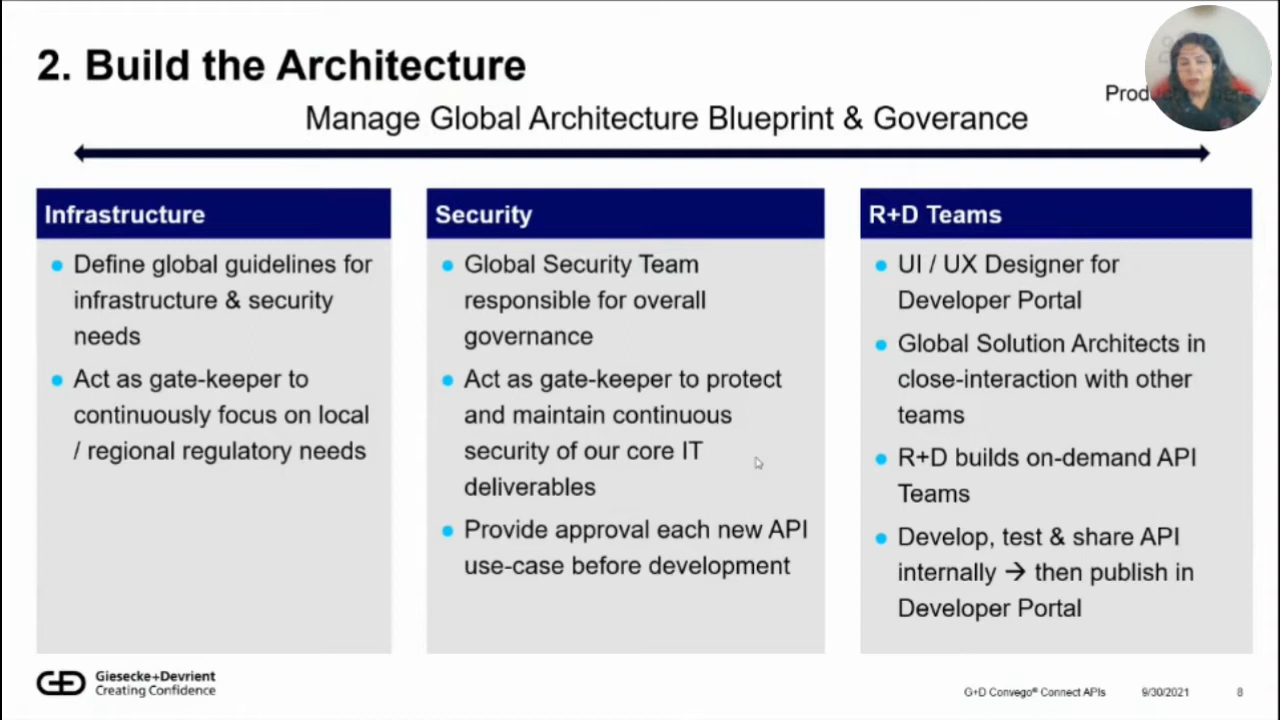 2. Build the Architecture
Manage Global Architecture Blueprint & Goverance
Infrastructure
Define global guidelines for
infrastructure & security
needs
Act as gate-keeper to
continuously focus on local
/ regional regulatory needs
Security
Global Security Team
responsible for overall
governance
Act as gate-keeper to protect
and maintain continuous
security of our core IT
deliverables
Provide approval each new API
use-case before development
R+D Teams
UI / UX Designer for
Developer Portal
Global Solution Architects in
close-interaction with other
teams
R+D builds on-demand API
Teams
Develop, test & share API
internally → then publish in
Developer Portal
G+D
Giesecke+Devrient
Creating Confidence
G+D Convego® Connect APIs
9/30/2021
8